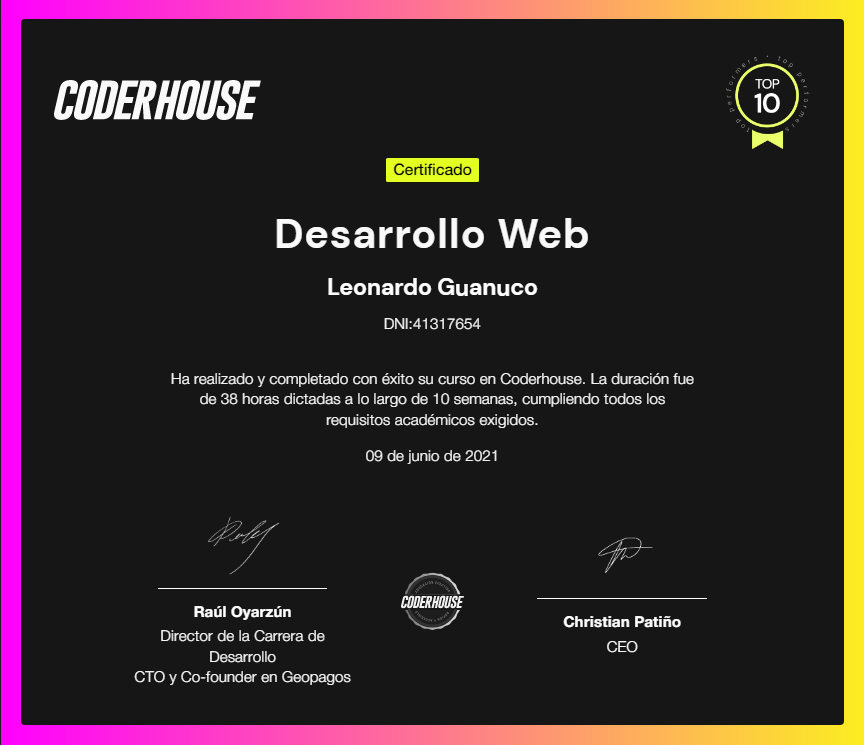 CODERHOUSE
top performers · top performers
TOP
10
Certificado
Desarrollo Web
Leonardo Guanuco
DNI:41317654
Ha realizado y completado con éxito su curso en Coderhouse. La duración fue
de 38 horas dictadas a lo largo de 10 semanas, cumpliendo todos los
requisitos académicos exigidos.
09 de junio de 2021
Raúl Oyarzún
Director de la Carrera de
Desarrollo
CTO y Co-founder en Geopagos
CODERHOUSE
Christian Patiño
CEO